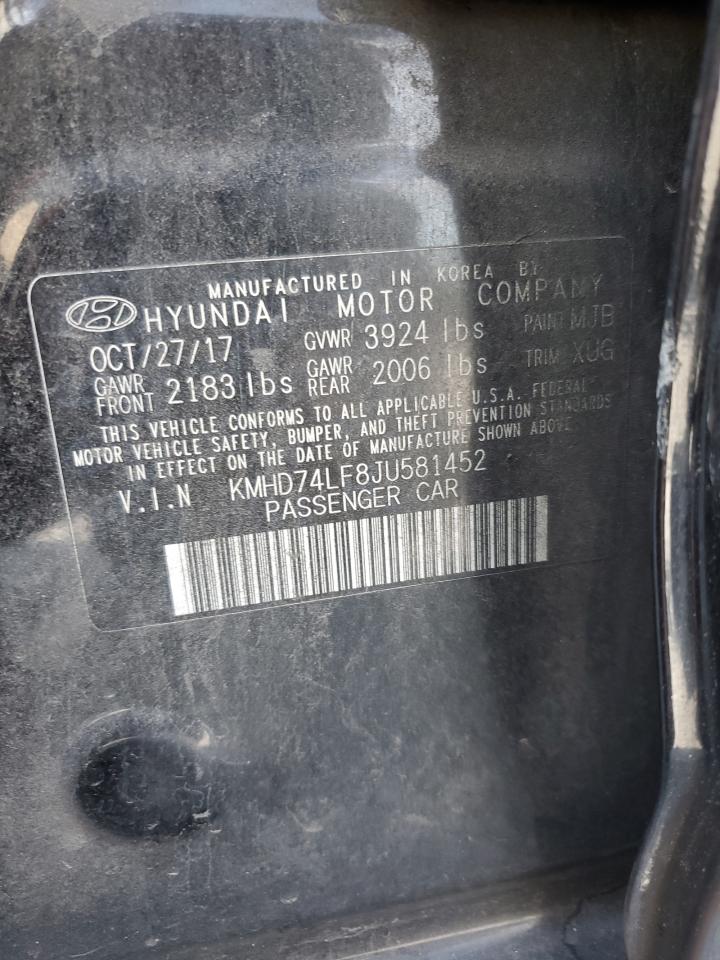 MANUFACTURED IN KOREA BY
HYUNDAI MOTOR COMPANY
OCT/27/17 GVWR 3924 lbs PAINT MJB
GAWR FRONT 2183 lbs GAWR REAR 2006 lbs TRIM XUG
THIS VEHICLE CONFORMS TO ALL APPLICABLE U.S.A. FEDERAL
MOTOR VEHICLE SAFETY, BUMPER, AND THEFT PREVENTION STANDARDS
IN EFFECT ON THE DATE OF MANUFACTURE SHOWN ABOVE.
V.I.N KMHD74LF8JU581452
PASSENGER CAR